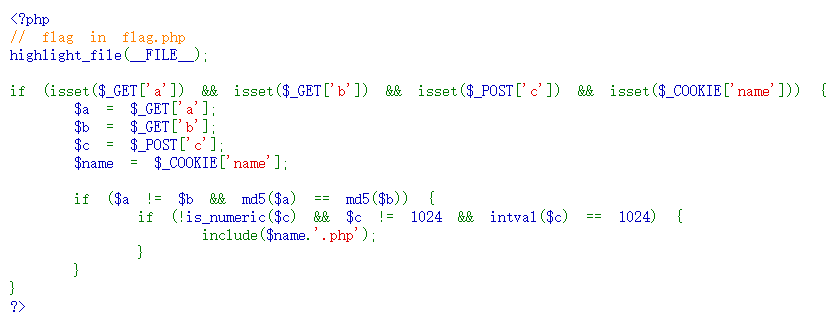 <?php
// flag in flag.php
highlight_file(__FILE__);
if (isset($_GET['a']) && isset($_GET['b']) && isset($_POST['c']) && isset($_COOKIE['name'])) {
$a = $_GET['a'];
$b = $_GET['b'];
$c = $_POST['c'];
$name = $_COOKIE['name'];
if ($a != $b && md5($a) == md5($b)) {
if (!is_numeric($c) && $c != 1024 && intval($c) == 1024) {
include($name.'.php');
}
}
}
?>